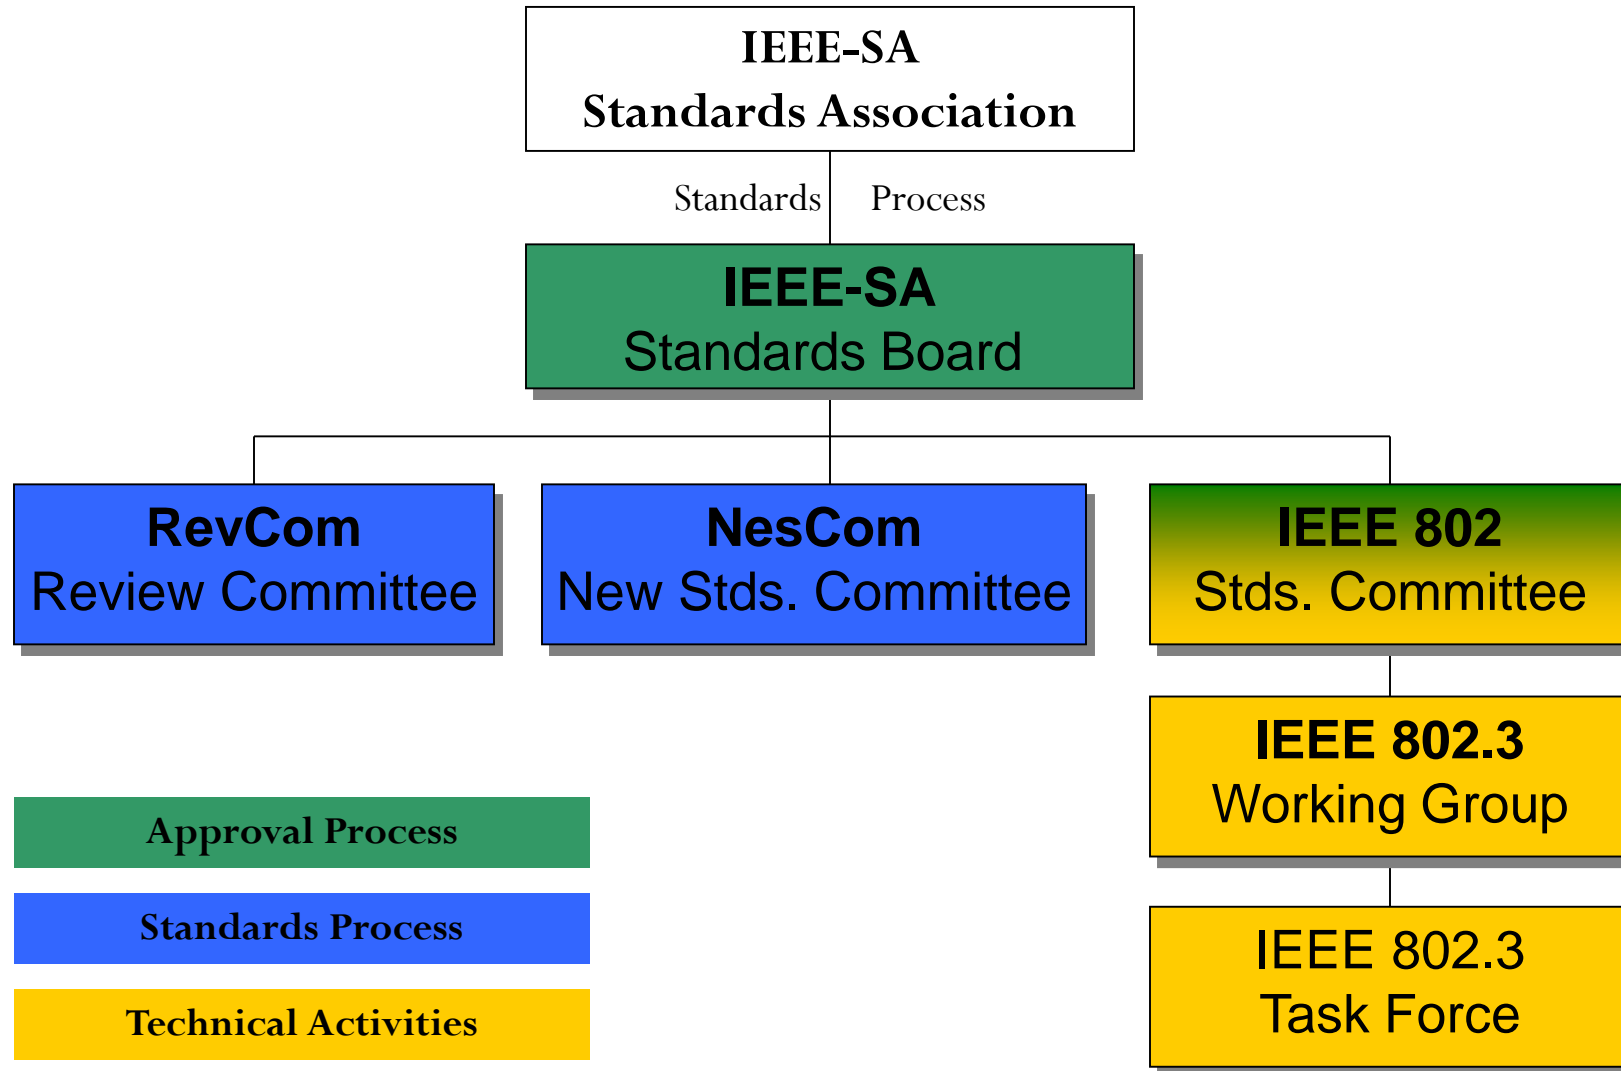 IEEE-SA
Standards Association
Standards Process
IEEE-SA
Standards Board
RevCom
Review Committee
NesCom
New Stds. Committee
IEEE 802
Stds. Committee
IEEE 802.3
Working Group
IEEE 802.3
Task Force
Approval Process
Standards Process
Technical Activities